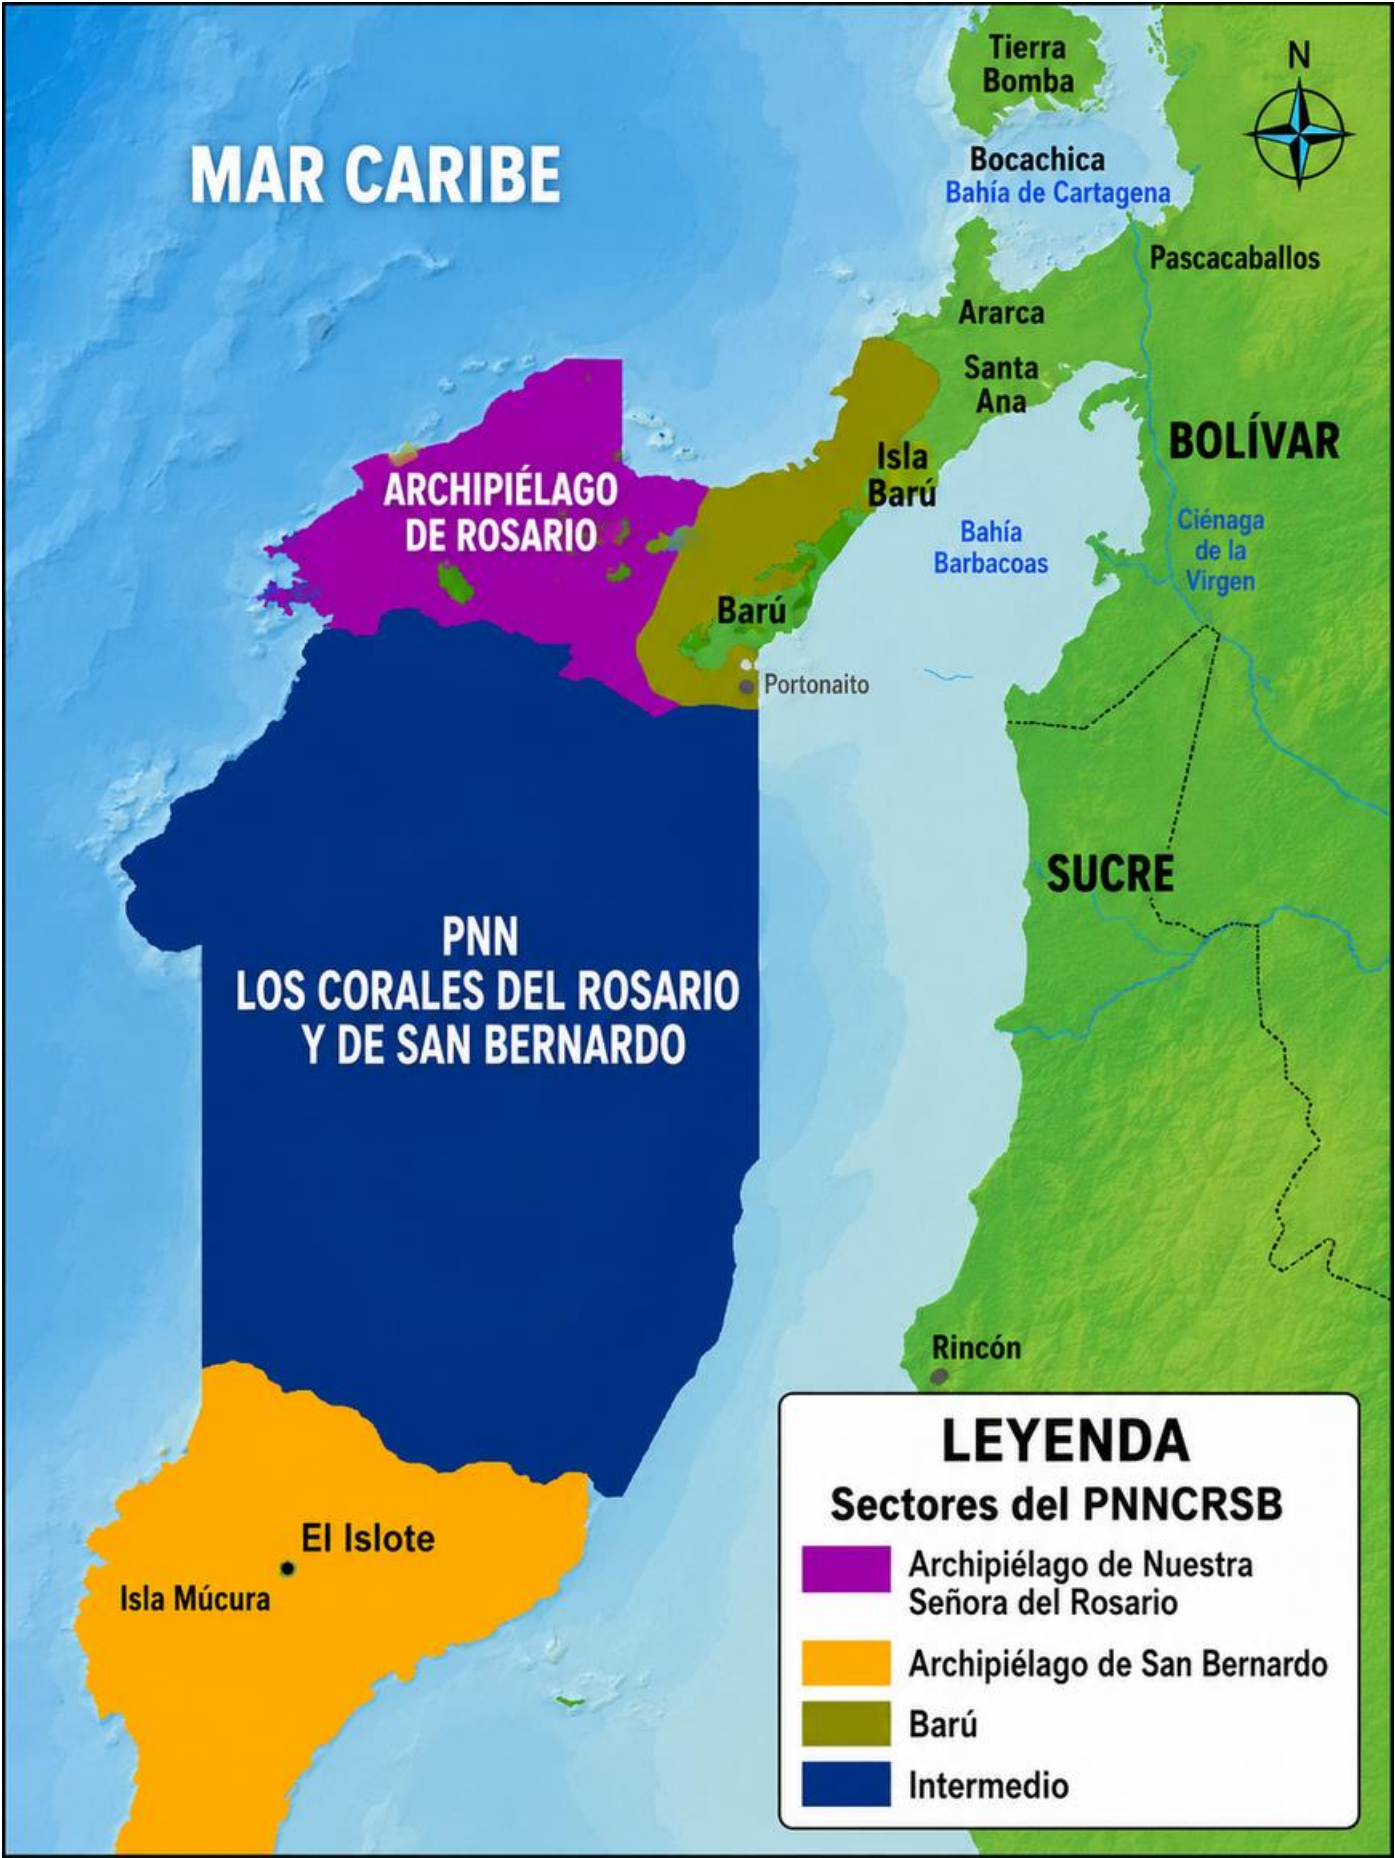 Tierra
Bomba
N
MAR CARIBE
Bocachica
Bahía de Cartagena
Pascacaballos
Ararca
Santa
Ana
BOLÍVAR
Isla
Barú
ARCHIPIÉLAGO
DE ROSARIO
Bahía
Barbacoas
Ciénaga
de la
Virgen
Barú
Portonaito
SUCRE
PNN
LOS CORALES DEL ROSARIO
Y DE SAN BERNARDO
Rincón
El Islote
Isla Múcura
LEYENDA
Sectores del PNNCRSB
Archipiélago de Nuestra
Señora del Rosario
Archipiélago de San Bernardo
Barú
Intermedio